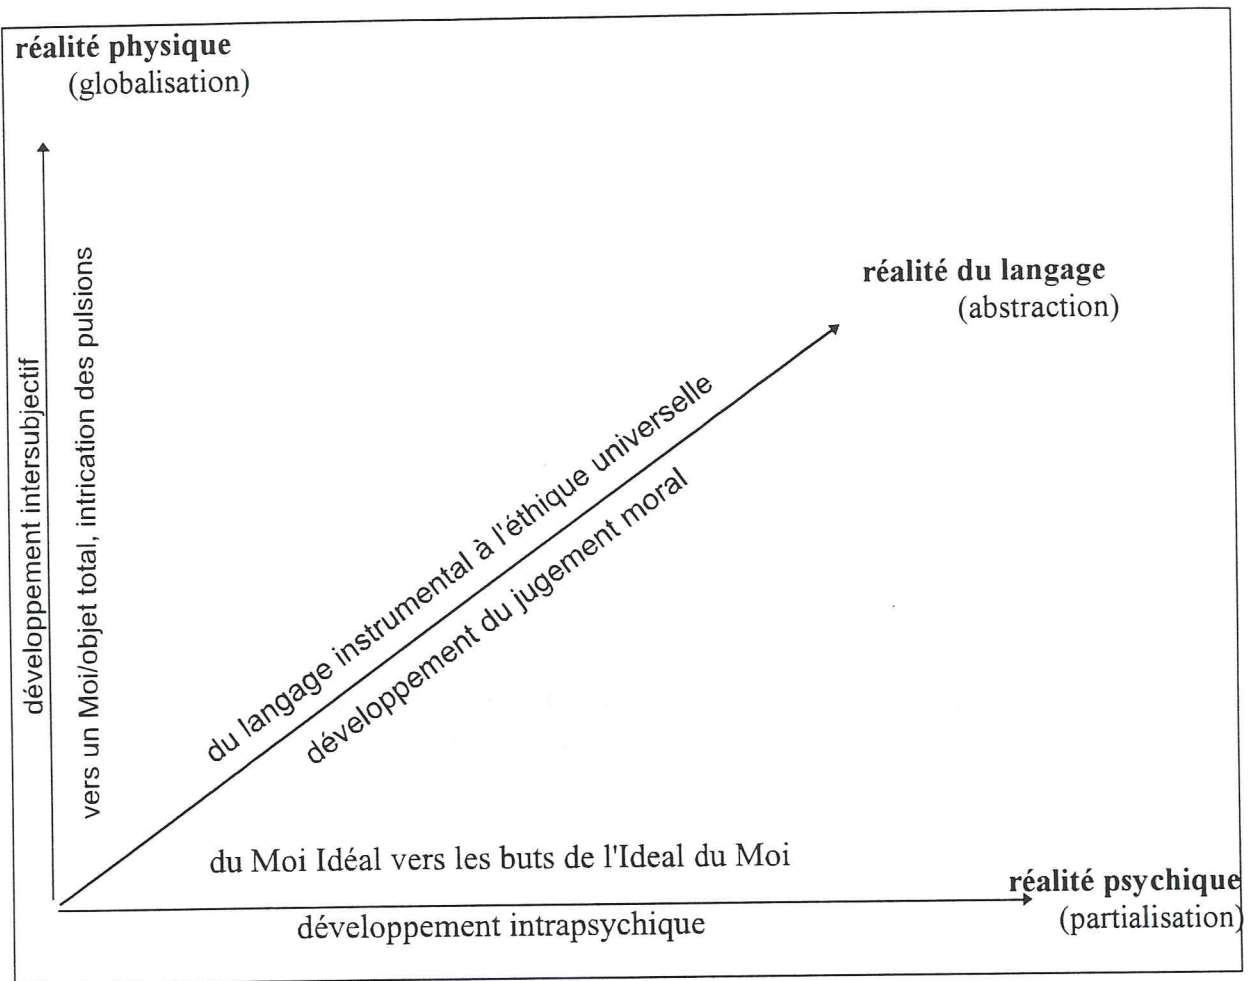 réalité physique
(globalisation)
réalité du langage
(abstraction)
développement intersubjectif
vers un Moi/objet total, intrication des pulsions
du langage instrumental à l'éthique universelle
développement du jugement moral
du Moi Idéal vers les buts de l'Ideal du Moi
réalité psychique
(partialisation)
développement intrapsychique